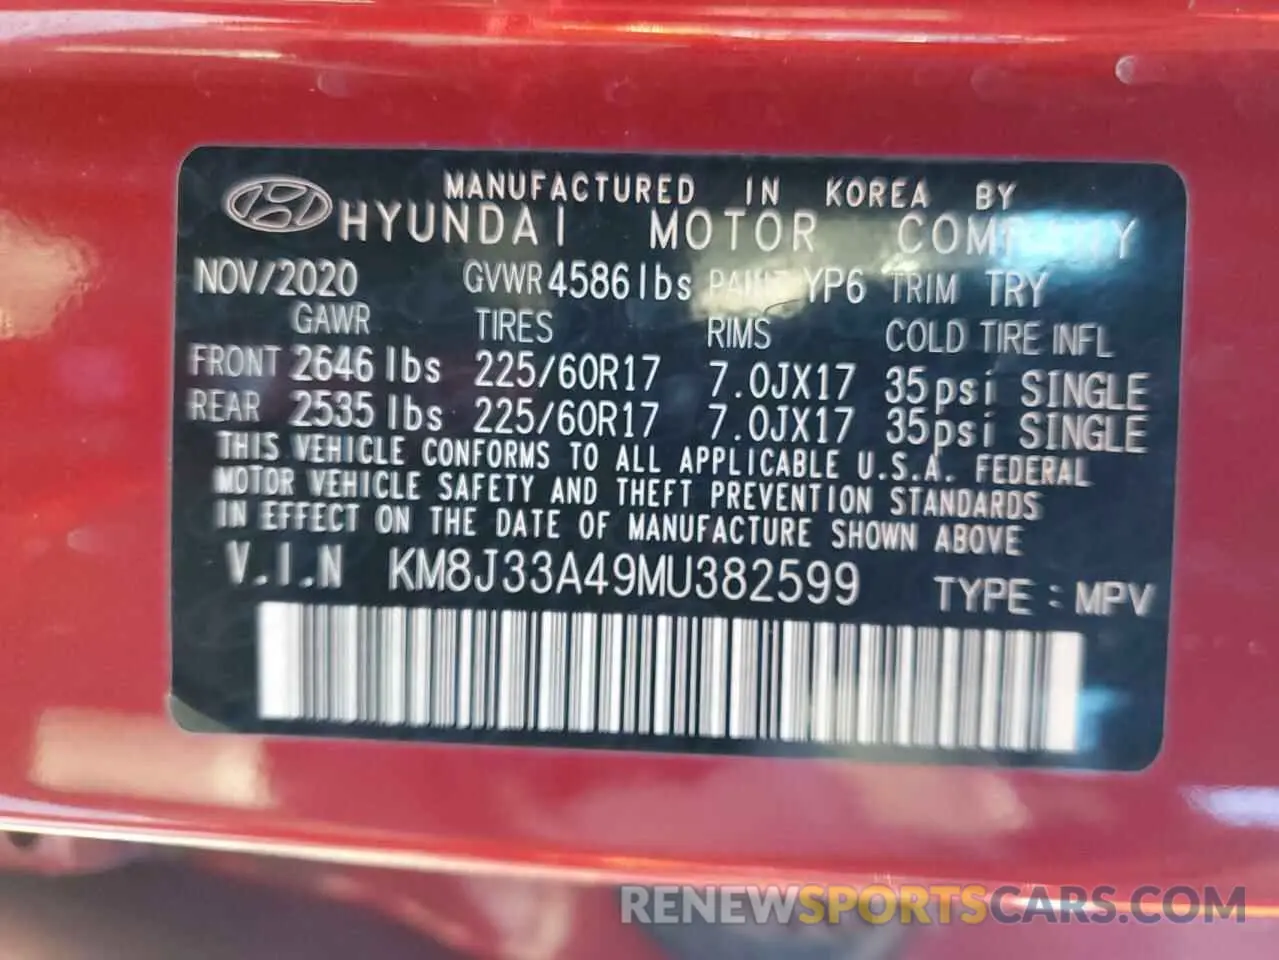 MANUFACTURED IN KOREA BY
HYUNDAI MOTOR COMPANY
NOV/2020 GVWR 4586 lbs PAINT YP6 TRIM TRY
GAWR TIRES RIMS COLD TIRE INFL
FRONT 2646 lbs 225/60R17 7.0JX17 35psi SINGLE
REAR 2535 lbs 225/60R17 7.0JX17 35psi SINGLE
THIS VEHICLE CONFORMS TO ALL APPLICABLE U.S.A. FEDERAL
MOTOR VEHICLE SAFETY AND THEFT PREVENTION STANDARDS
IN EFFECT ON THE DATE OF MANUFACTURE SHOWN ABOVE
V.I.N KM8J33A49MU382599 TYPE : MPV
RENEWSPORTSCARS.COM